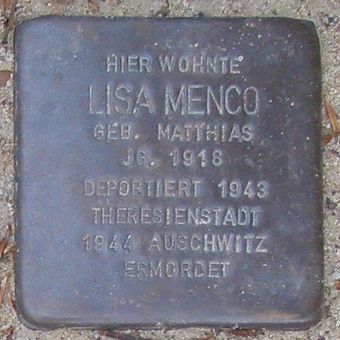 HIER WOHNTE
LISA MENCO
GEB. MATTHIAS
JG. 1918
DEPORTIERT 1943
THERESIENSTADT
1944 AUSCHWITZ
ERMORDET